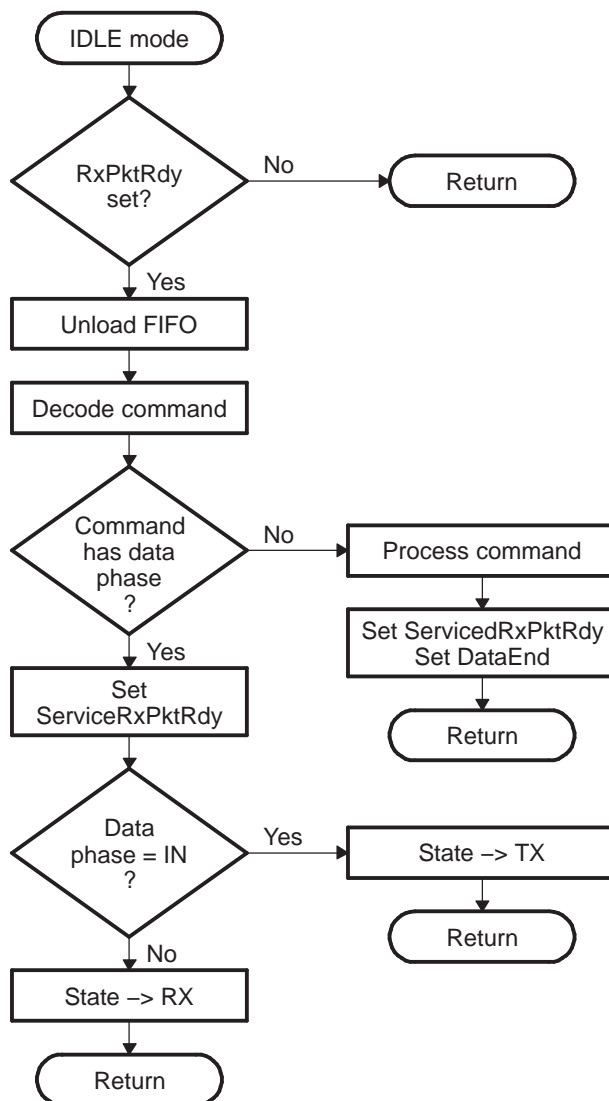 IDLE mode
RxPktRdy
set?
No
Return
Yes
Unload FIFO
Decode command
Command
has data
phase
?
No
Process command
Set ServicedRxPktRdy
Set DataEnd
Return
Yes
Set
ServiceRxPktRdy
Data
phase = IN
?
Yes
State –> TX
Return
No
State –> RX
Return